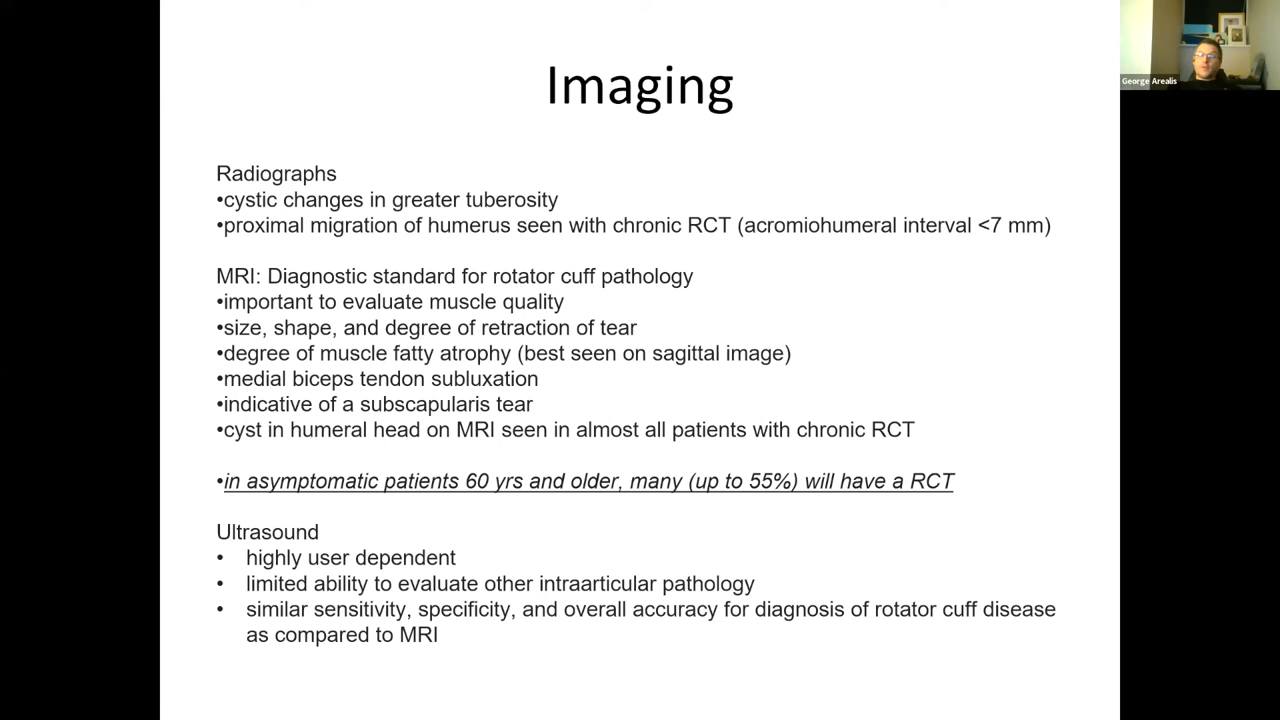 George Arealis
Imaging
Radiographs
•cystic changes in greater tuberosity
•proximal migration of humerus seen with chronic RCT (acromiohumeral interval <7 mm)
MRI: Diagnostic standard for rotator cuff pathology
•important to evaluate muscle quality
•size, shape, and degree of retraction of tear
•degree of muscle fatty atrophy (best seen on sagittal image)
•medial biceps tendon subluxation
•indicative of a subscapularis tear
•cyst in humeral head on MRI seen in almost all patients with chronic RCT
•in asymptomatic patients 60 yrs and older, many (up to 55%) will have a RCT
Ultrasound
• highly user dependent
• limited ability to evaluate other intraarticular pathology
• similar sensitivity, specificity, and overall accuracy for diagnosis of rotator cuff disease
as compared to MRI